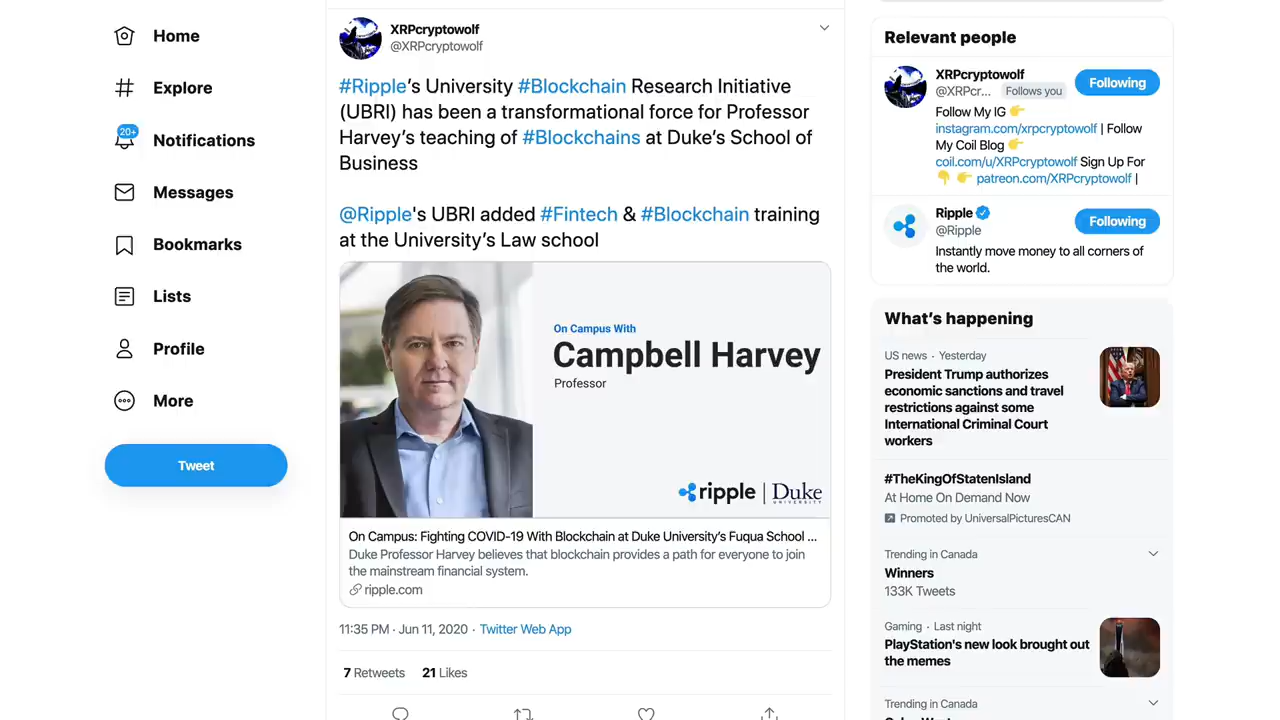 Home
Explore
20+
Notifications
Messages
Bookmarks
Lists
Profile
More
Tweet
XRPcryptowolf
@XRPcryptowolf
#Ripple's University #Blockchain Research Initiative
(UBRI) has been a transformational force for Professor
Harvey's teaching of #Blockchains at Duke's School of
Business
@Ripple's UBRI added #Fintech & #Blockchain training
at the University's Law school
On Campus With
Campbell Harvey
Professor
ripple | Duke
UNIVERSITY
On Campus: Fighting COVID-19 With Blockchain at Duke University's Fuqua School ...
Duke Professor Harvey believes that blockchain provides a path for everyone to join
the mainstream financial system.
ripple.com
11:35 PM · Jun 11, 2020 · Twitter Web App
7 Retweets 21 Likes
Relevant people
XRPcryptowolf
@XRPcr... Follows you
Following
Follow My IG 👉
instagram.com/xrpcryptowolf | Follow
My Coil Blog 👉
coil.com/u/XRPcryptowolf Sign Up For
👇 👉 patreon.com/XRPcryptowolf |
Ripple
@Ripple
Following
Instantly move money to all corners of
the world.
What's happening
US news · Yesterday
President Trump authorizes
economic sanctions and travel
restrictions against some
International Criminal Court
workers
#TheKingOfStatenIsland
At Home On Demand Now
Promoted by UniversalPicturesCAN
Trending in Canada
Winners
133K Tweets
Gaming · Last night
PlayStation's new look brought out
the memes
Trending in Canada